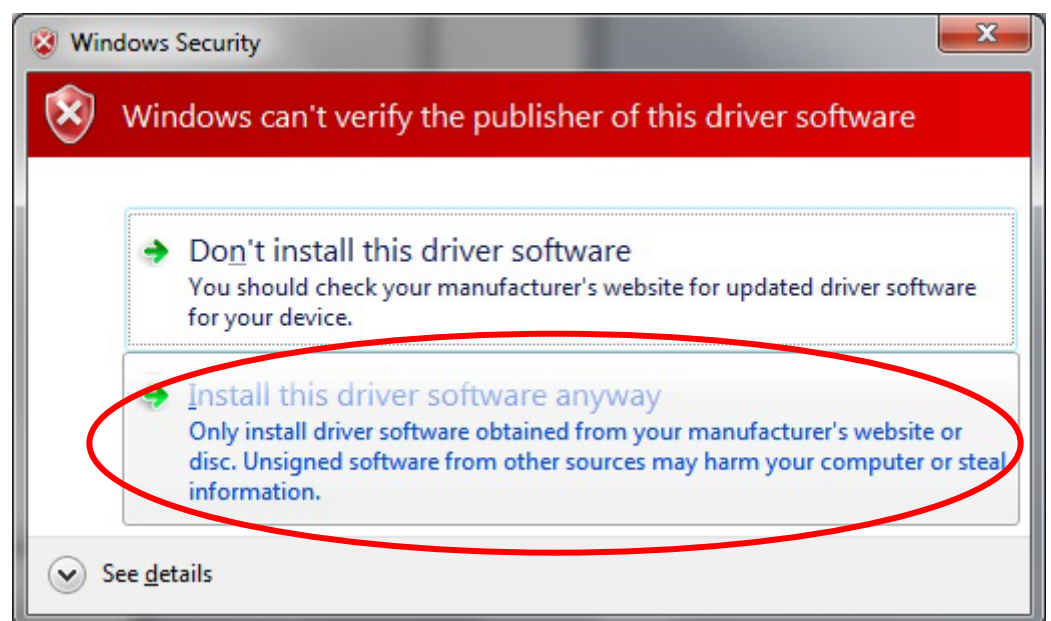 Windows Security
Windows can't verify the publisher of this driver software
Don't install this driver software
You should check your manufacturer's website for updated driver software
for your device.
Install this driver software anyway
Only install driver software obtained from your manufacturer's website or
disc. Unsigned software from other sources may harm your computer or steal
information.
See details